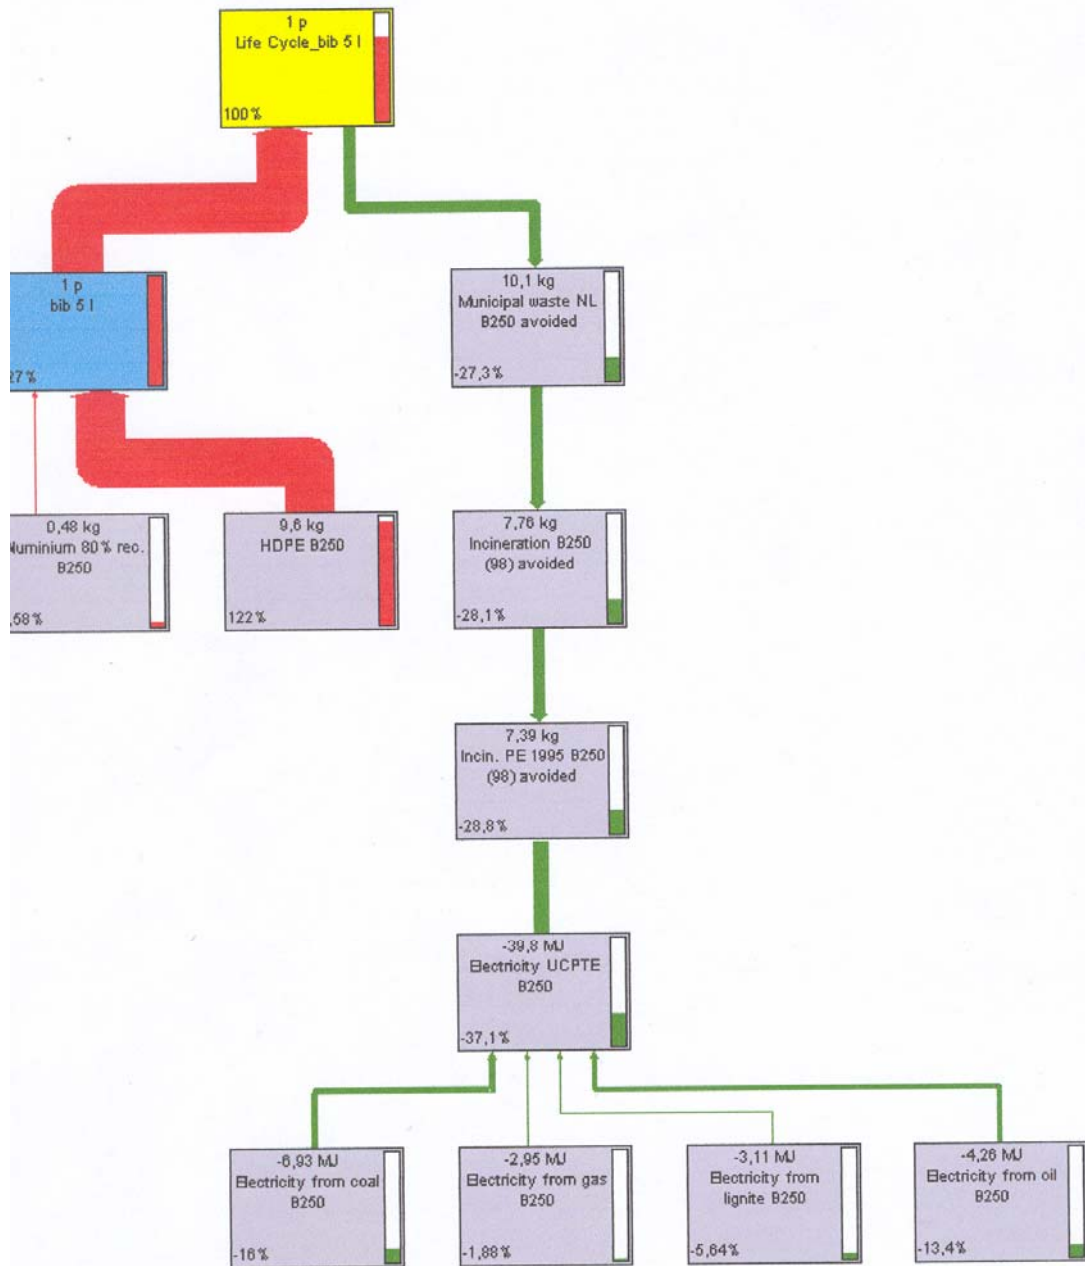 1 p
Life Cycle_bib 5 l
100%
1 p
bib 5 l
27%
10,1 kg
Municipal waste NL
B250 avoided
-27,3%
0,48 kg
luminium 80% rec.
B250
,58%
9,6 kg
HDPE B250
122%
7,76 kg
Incineration B250
(98) avoided
-28,1%
7,39 kg
Incin. PE 1995 B250
(98) avoided
-28,8%
-39,8 MJ
Electricity UCPTE
B250
-37,1%
-6,93 MJ
Electricity from coal
B250
-16%
-2,95 MJ
Electricity from gas
B250
-1,88%
-3,11 MJ
Electricity from
lignite B250
-5,64%
-4,26 MJ
Electricity from oil
B250
-13,4%